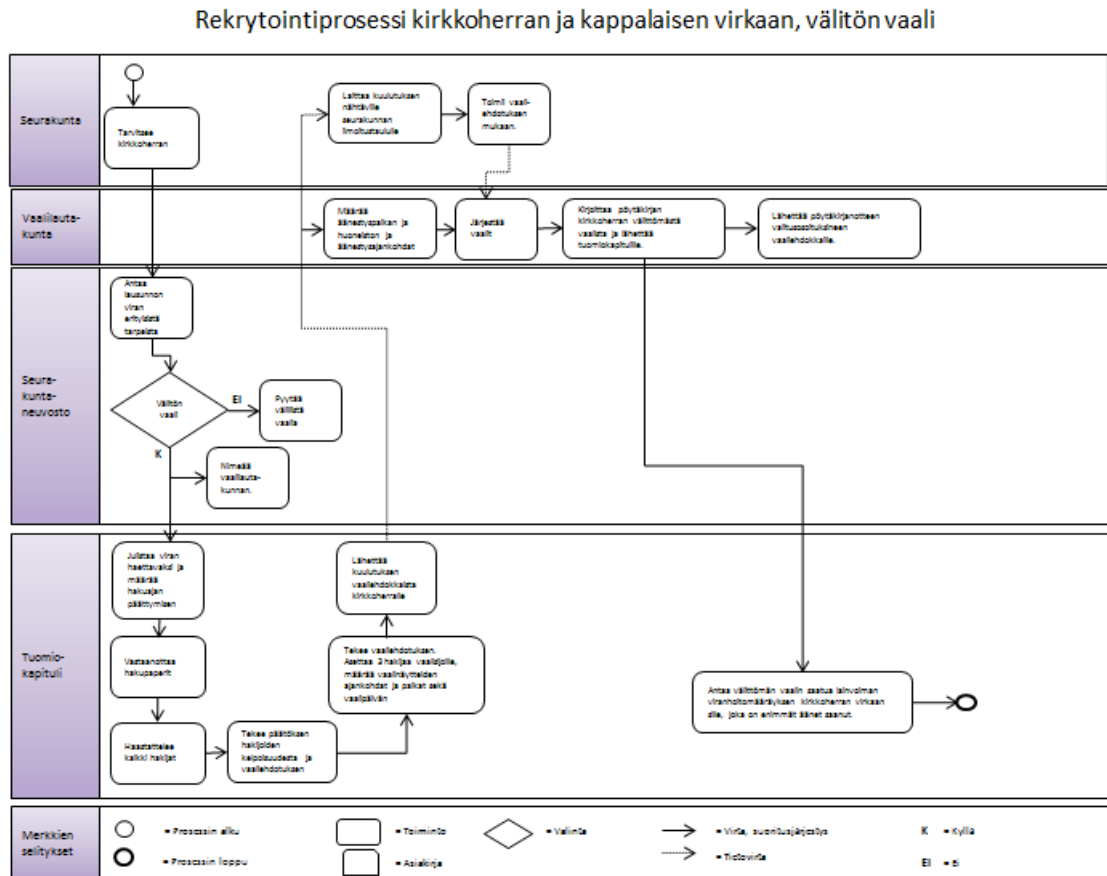 Rekrytointiprosessi kirkkoherran ja kappalaisen virkaan, välitön vaali
Seurakunta
Tarvitsee
kirkkoherran
Laittaa kuulutuksen
nähtäville
seurakunnan
ilmoitustaululle
Toimii vaali-
ehdotuksen
mukaan.
Vaalilauta-
kunta
Määrää
äänestyspaikan ja
huoneiston ja
äänestysajankohdat
Järjestää
vaalit
Kirjoittaa pöytäkirjan
kirkkoherran välittömästä
vaalista ja lähettää
tuomiokapitulille.
Lähettää pöytäkirjanotteen
valitusosoituksineen
vaaliehdokkaille.
Seura-
kunta-
neuvosto
Antaa
lausunnon
viran
erityisistä
tarpeista
Välitön
vaali
EI
Pyytää
välillistä
vaalia
K
Nimeää
vaalilauta-
kunnan.
Tuomio-
kapituli
Julistaa viran
haettavaksi ja
määrää
hakuajan
päättymisen
Vastaanottaa
hakupaperit
Haastattelee
kaikki hakijat
Tekee päätöksen
hakijoiden
kelpoisuudesta ja
vaaliehdotuksen
Tekee vaaliehdotuksen.
Asettaa 3 hakijaa vaalisijoille,
määrää vaalinäytteiden
ajankohdat ja paikat sekä
vaalipäivän
Lähettää
kuulutuksen
vaaliehdokkaista
kirkkoherralle
Antaa välittömän vaalin saatua lainvoiman
viranhoitomääräyksen kirkkoherran virkaan
sille, joka on enimmät äänet saanut.
Merkkien
selitykset
= Prosessin alku
= Prosessin loppu
= Toiminto
= Asiakirja
= Valinta
= Virta, suoritusjärjestys
= Tietovirta
K = Kyllä
EI = Ei